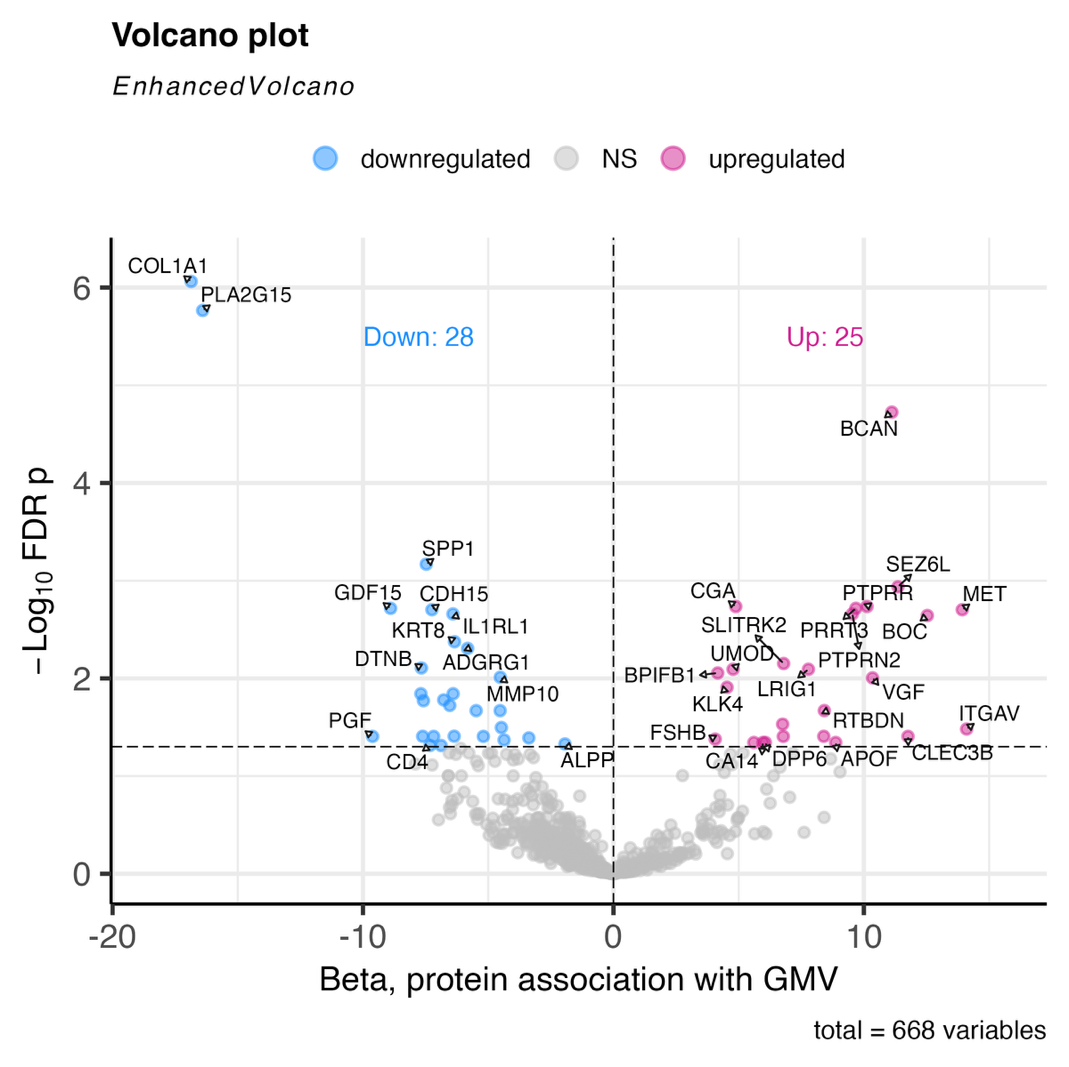 Volcano plot
EnhancedVolcano
downregulated NS upregulated
COL1A1
PLA2G15
6
Down: 28 Up: 25
BCAN
4
SPP1
SEZ6L
GDF15 CDH15 CGA PTPRR MET
KRT8 IL1RL1 SLITRK2 PRRT3 BOC
DTNB ADGRG1 UMOD PTPRN2
2
BPIFB1 LRIG1
MMP10 KLK4 VGF
PGF FSHB RTBDN ITGAV
CD4 ALPP CA14 DPP6 APOF CLEC3B
0
-20 -10 0 10
−Log10 FDR p
Beta, protein association with GMV
total = 668 variables